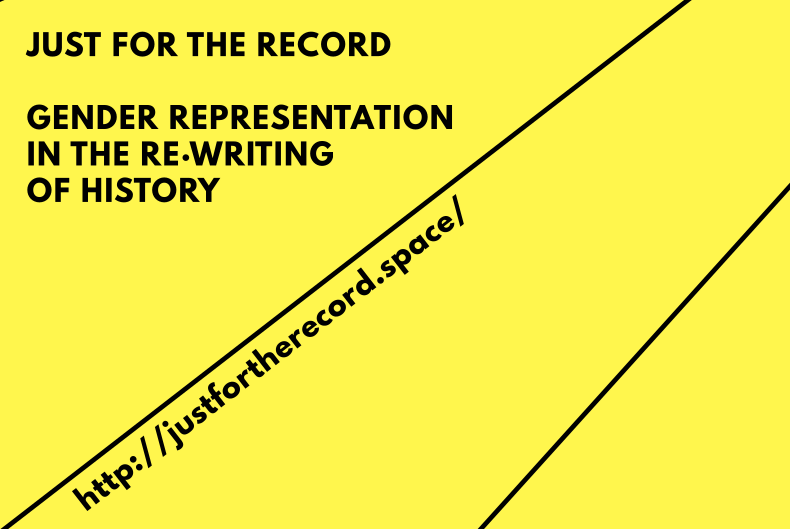 JUST FOR THE RECORD
GENDER REPRESENTATION
IN THE RE·WRITING
OF HISTORY
http://justfortherecord.space/